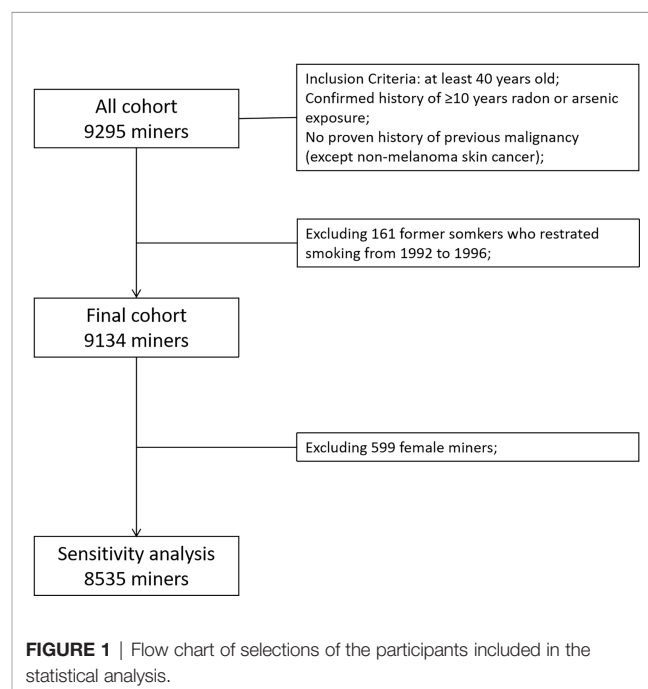 All cohort
9295 miners
Inclusion Criteria: at least 40 years old;
Confirmed history of ≥10 years radon or arsenic
exposure;
No proven history of previous malignancy
(except non-melanoma skin cancer);
Excluding 161 former somkers who restrated
smoking from 1992 to 1996;
Final cohort
9134 miners
Excluding 599 female miners;
Sensitivity analysis
8535 miners
FIGURE 1 | Flow chart of selections of the participants included in the
statistical analysis.